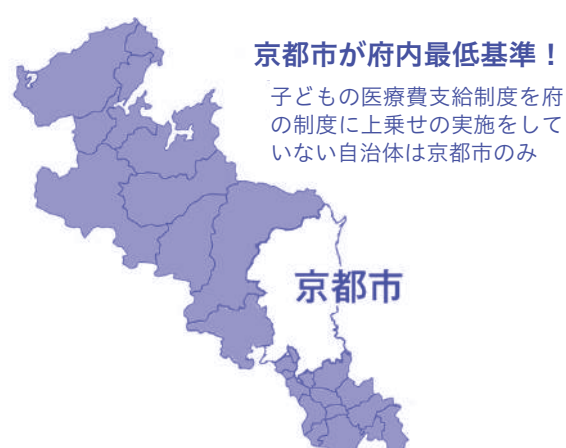 京都市が府内最低基準！
子どもの医療費支給制度を府
の制度に上乗せの実施をして
いない自治体は京都市のみ
京都市